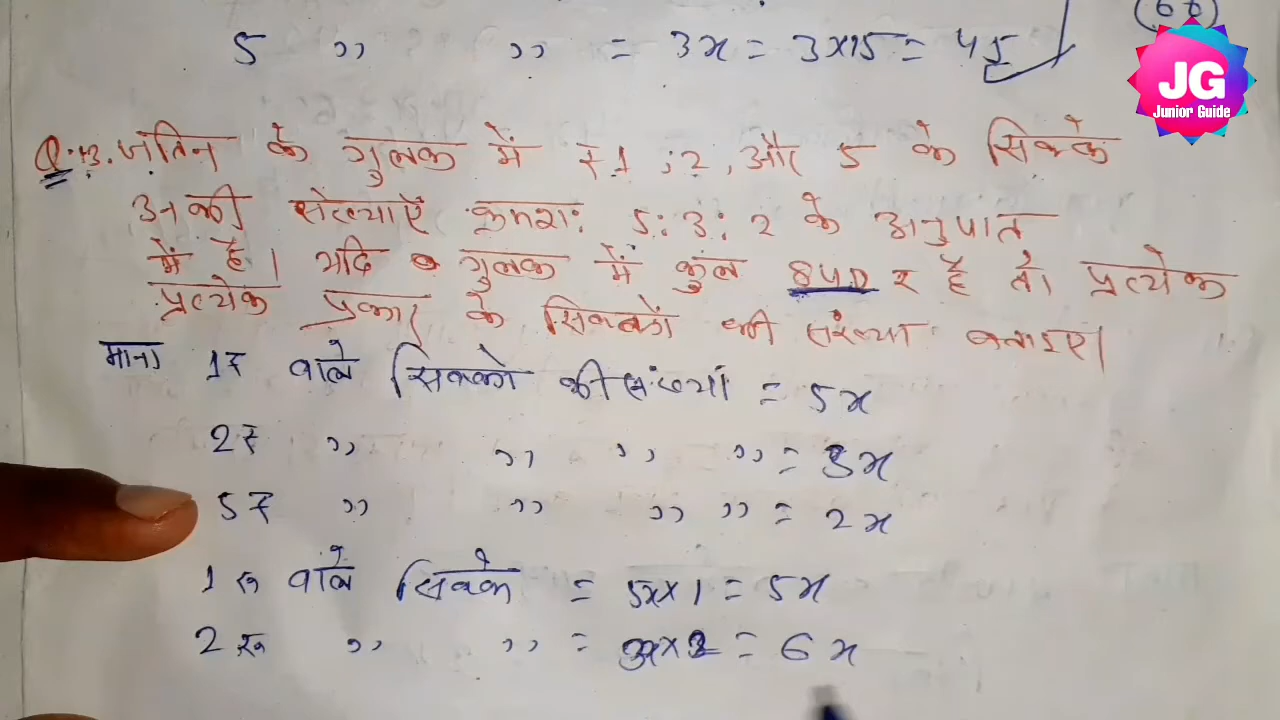 (60)
5 ,, ,, = 3x = 3×15 = 45
JG
Junior Guide
जतिन के गुलक में ₹1 , 2 , और 5 के सिक्के
उनकी संख्याएँ क्रमशः 5 : 3 : 2 के अनुपात
में है। यदि गुलक में कुल 840 ₹ है तो प्रत्येक
प्रत्येक प्रकार के सिक्कों की संख्या बताइए।
माना 1₹ वाले सिक्को की संख्या = 5x
2₹ ,, ,, ,, ,, = 3x
5₹ ,, ,, ,, ,, = 2x
1 रू वाले सिक्के = 5x×1 = 5x
2 रू ,, ,, = 3x×2 = 6x